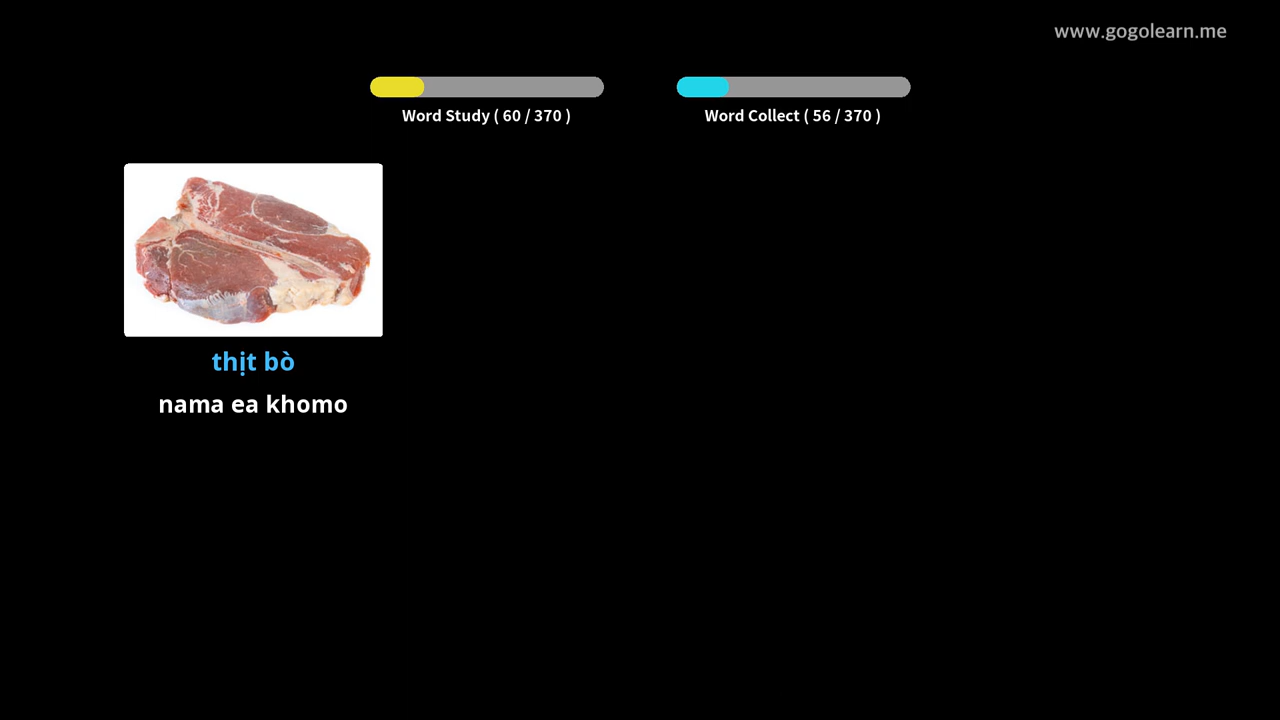 www.gogolearn.me
Word Study ( 60 / 370 )
Word Collect ( 56 / 370 )
thịt bò
nama ea khomo